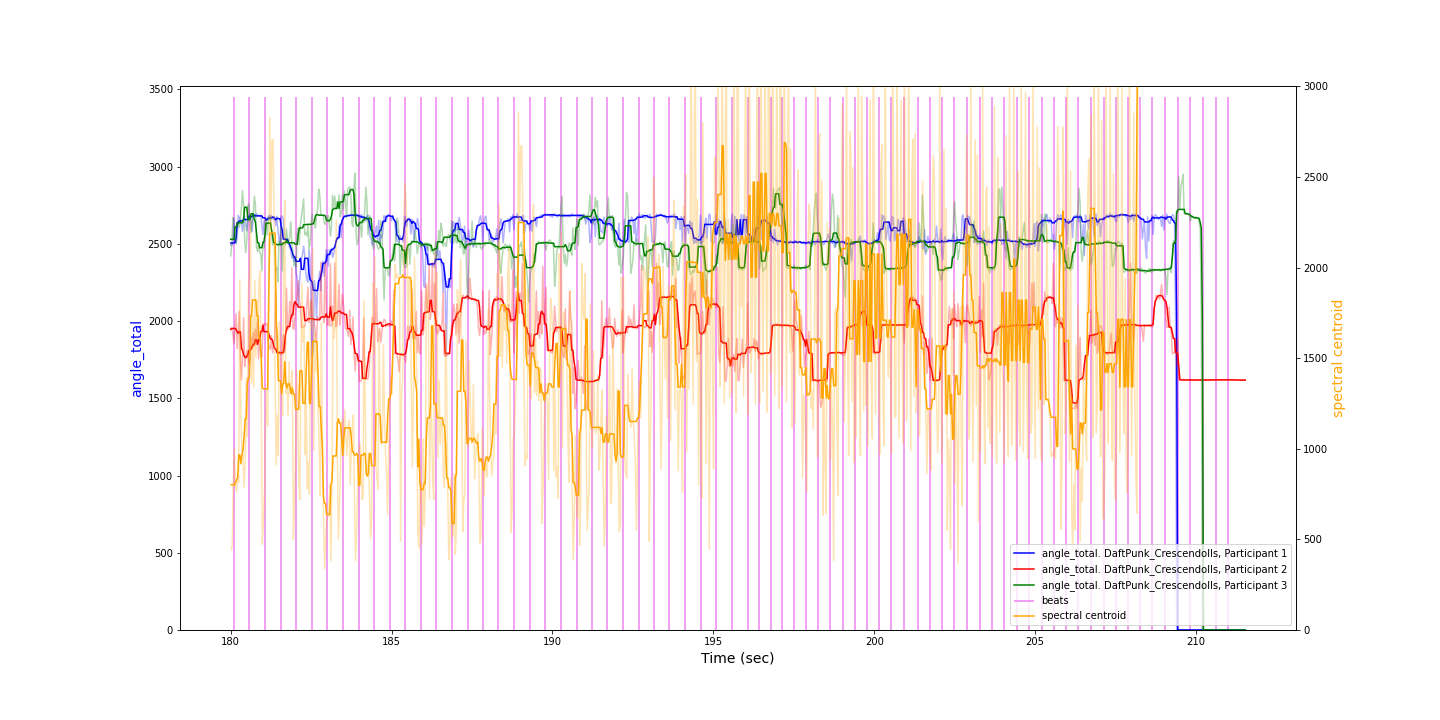 3500
3000
2500
2000
1500
1000
500
0
angle_total
3000
2500
2000
1500
1000
500
0
spectral centroid
180
185
190
195
200
205
210
Time (sec)
angle_total. DaftPunk_Crescendolls, Participant 1
angle_total. DaftPunk_Crescendolls, Participant 2
angle_total. DaftPunk_Crescendolls, Participant 3
beats
spectral centroid